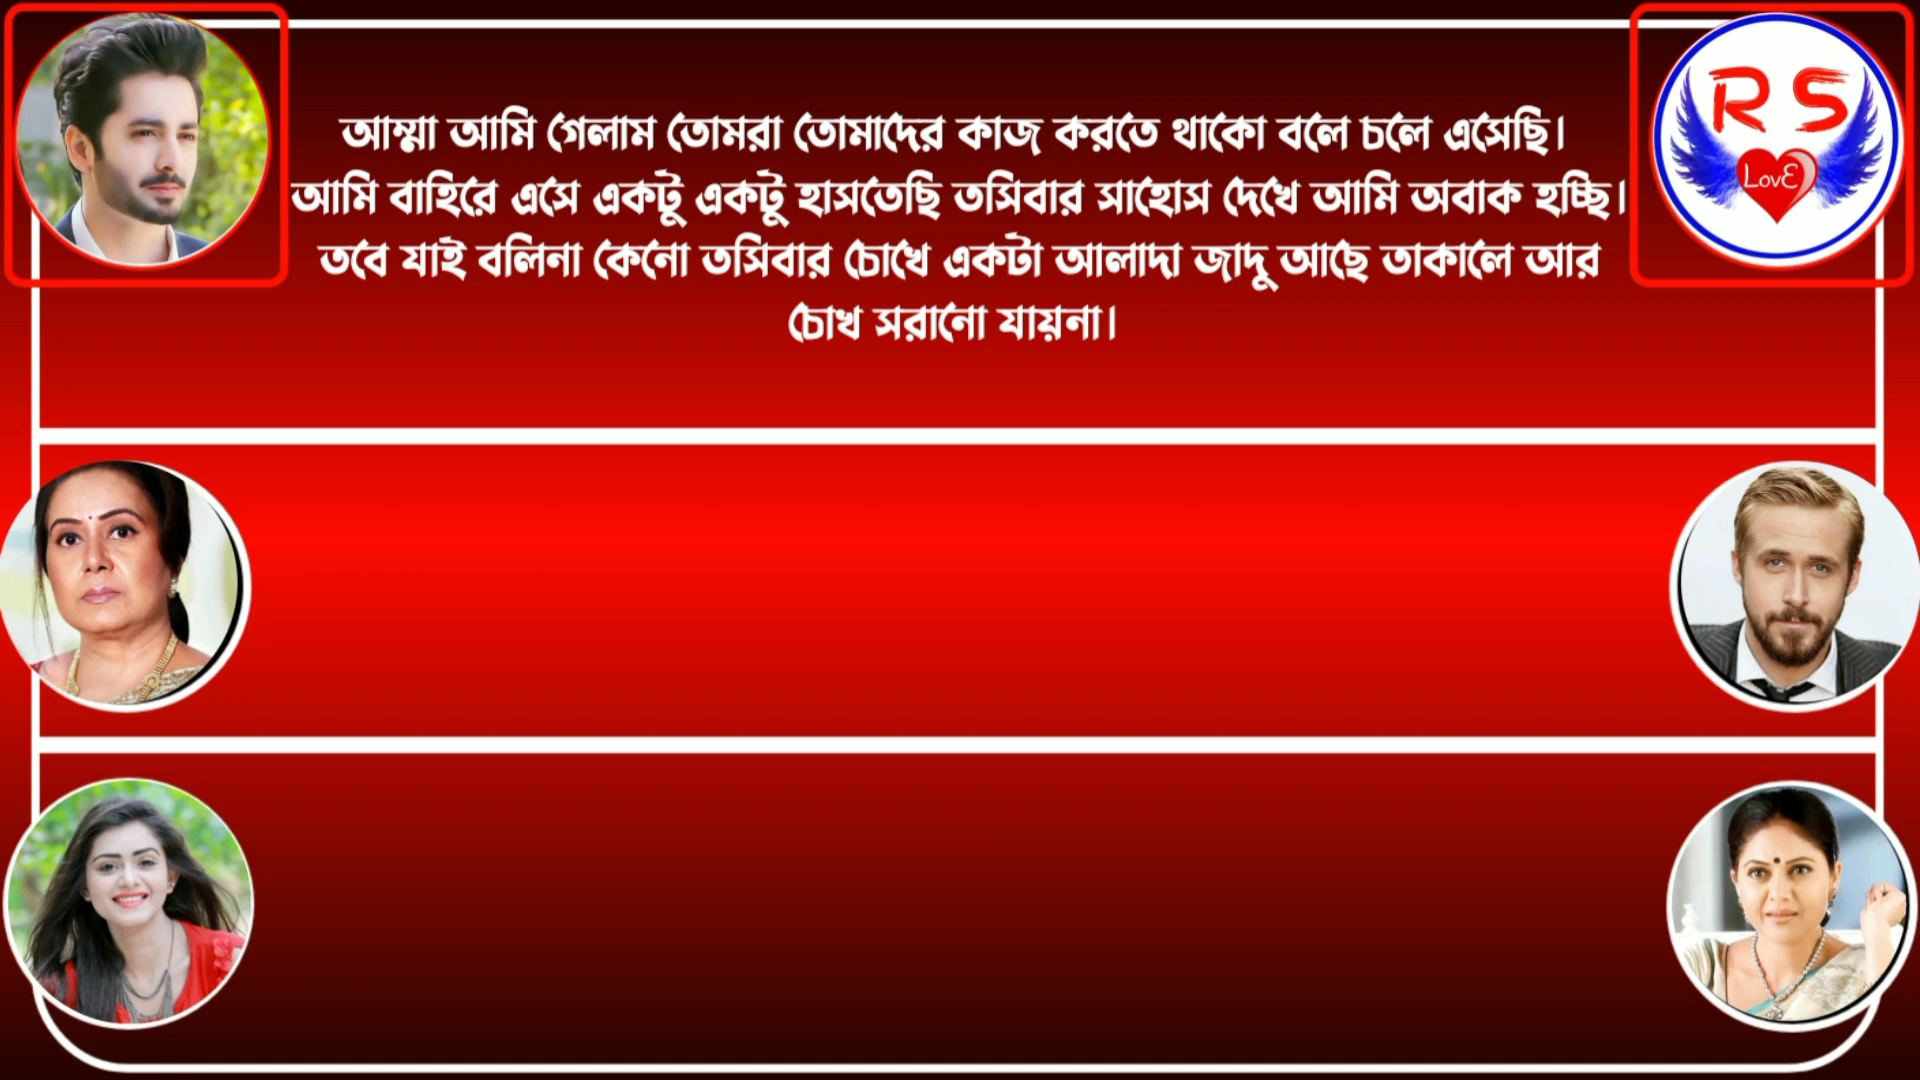 আম্মা আমি গেলাম তোমরা তোমাদের কাজ করতে থাকো বলে চলে এসেছি।
আমি বাহিরে এসে একটু একটু হাসতেছি তসিবার সাহোস দেখে আমি অবাক হচ্ছি।
তবে যাই বলিনা কেনো তসিবার চোখে একটা আলাদা জাদু আছে তাকালে আর
চোখ সরানো যায়না।
R S
LovE